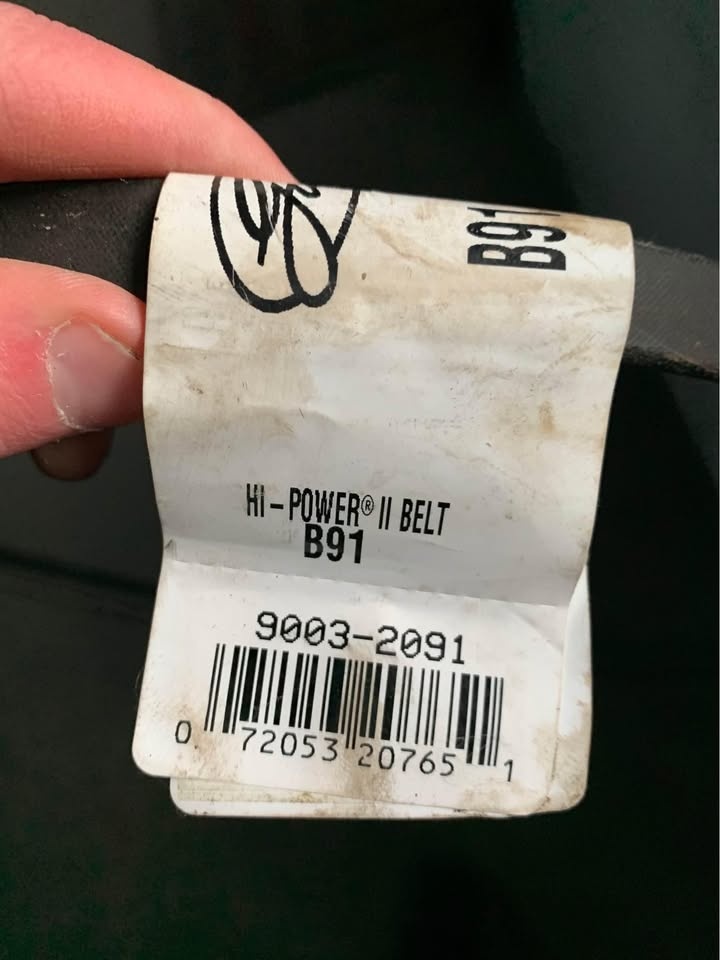 B91
HI-POWER® II BELT
B91
9003-2091
0 72053 20765 1